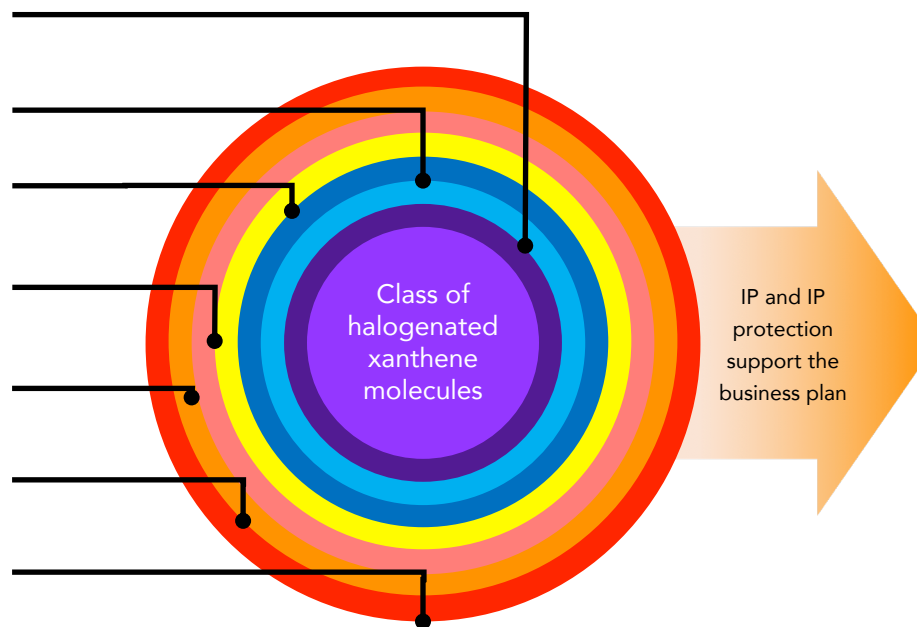 Class of
halogenated
xanthene
molecules
IP and IP
protection
support the
business plan